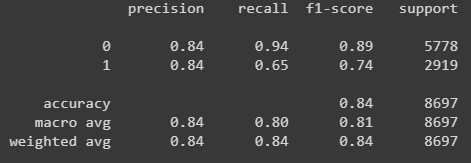 precision recall f1-score support
0 0.84 0.94 0.89 5778
1 0.84 0.65 0.74 2919
accuracy 0.84 8697
macro avg 0.84 0.80 0.81 8697
weighted avg 0.84 0.84 0.84 8697